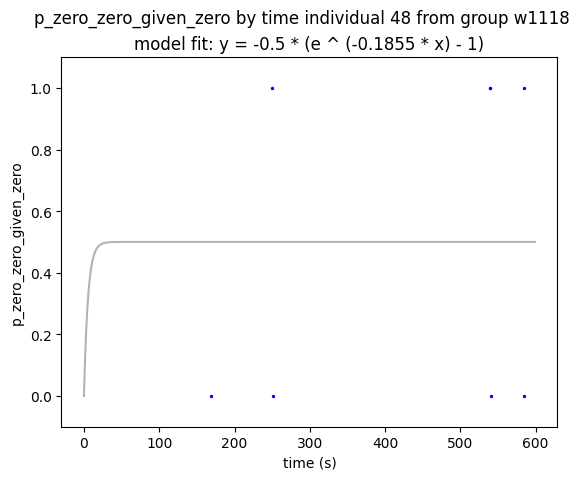 p_zero_zero_given_zero by time individual 48 from group w1118
model fit: y = -0.5 * (e ^ (-0.1855 * x) - 1)
1.0
0.8
0.6
0.4
0.2
0.0
p_zero_zero_given_zero
0 100 200 300 400 500 600
time (s)